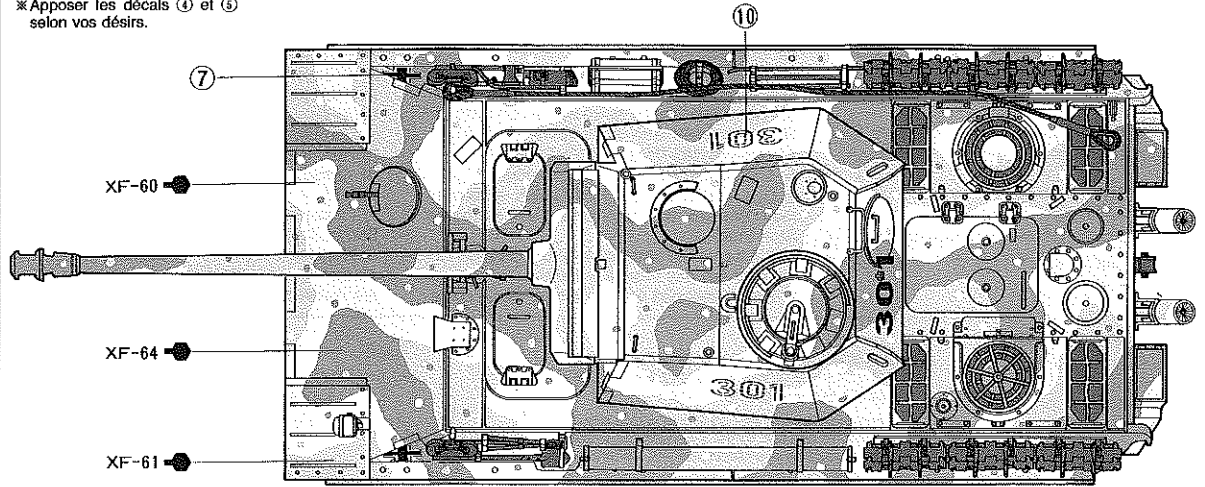 ※Apposer les décals ④ et ⑤
selon vos désirs.
⑩
⑦
301
XF-60
301
XF-64
301
XF-61